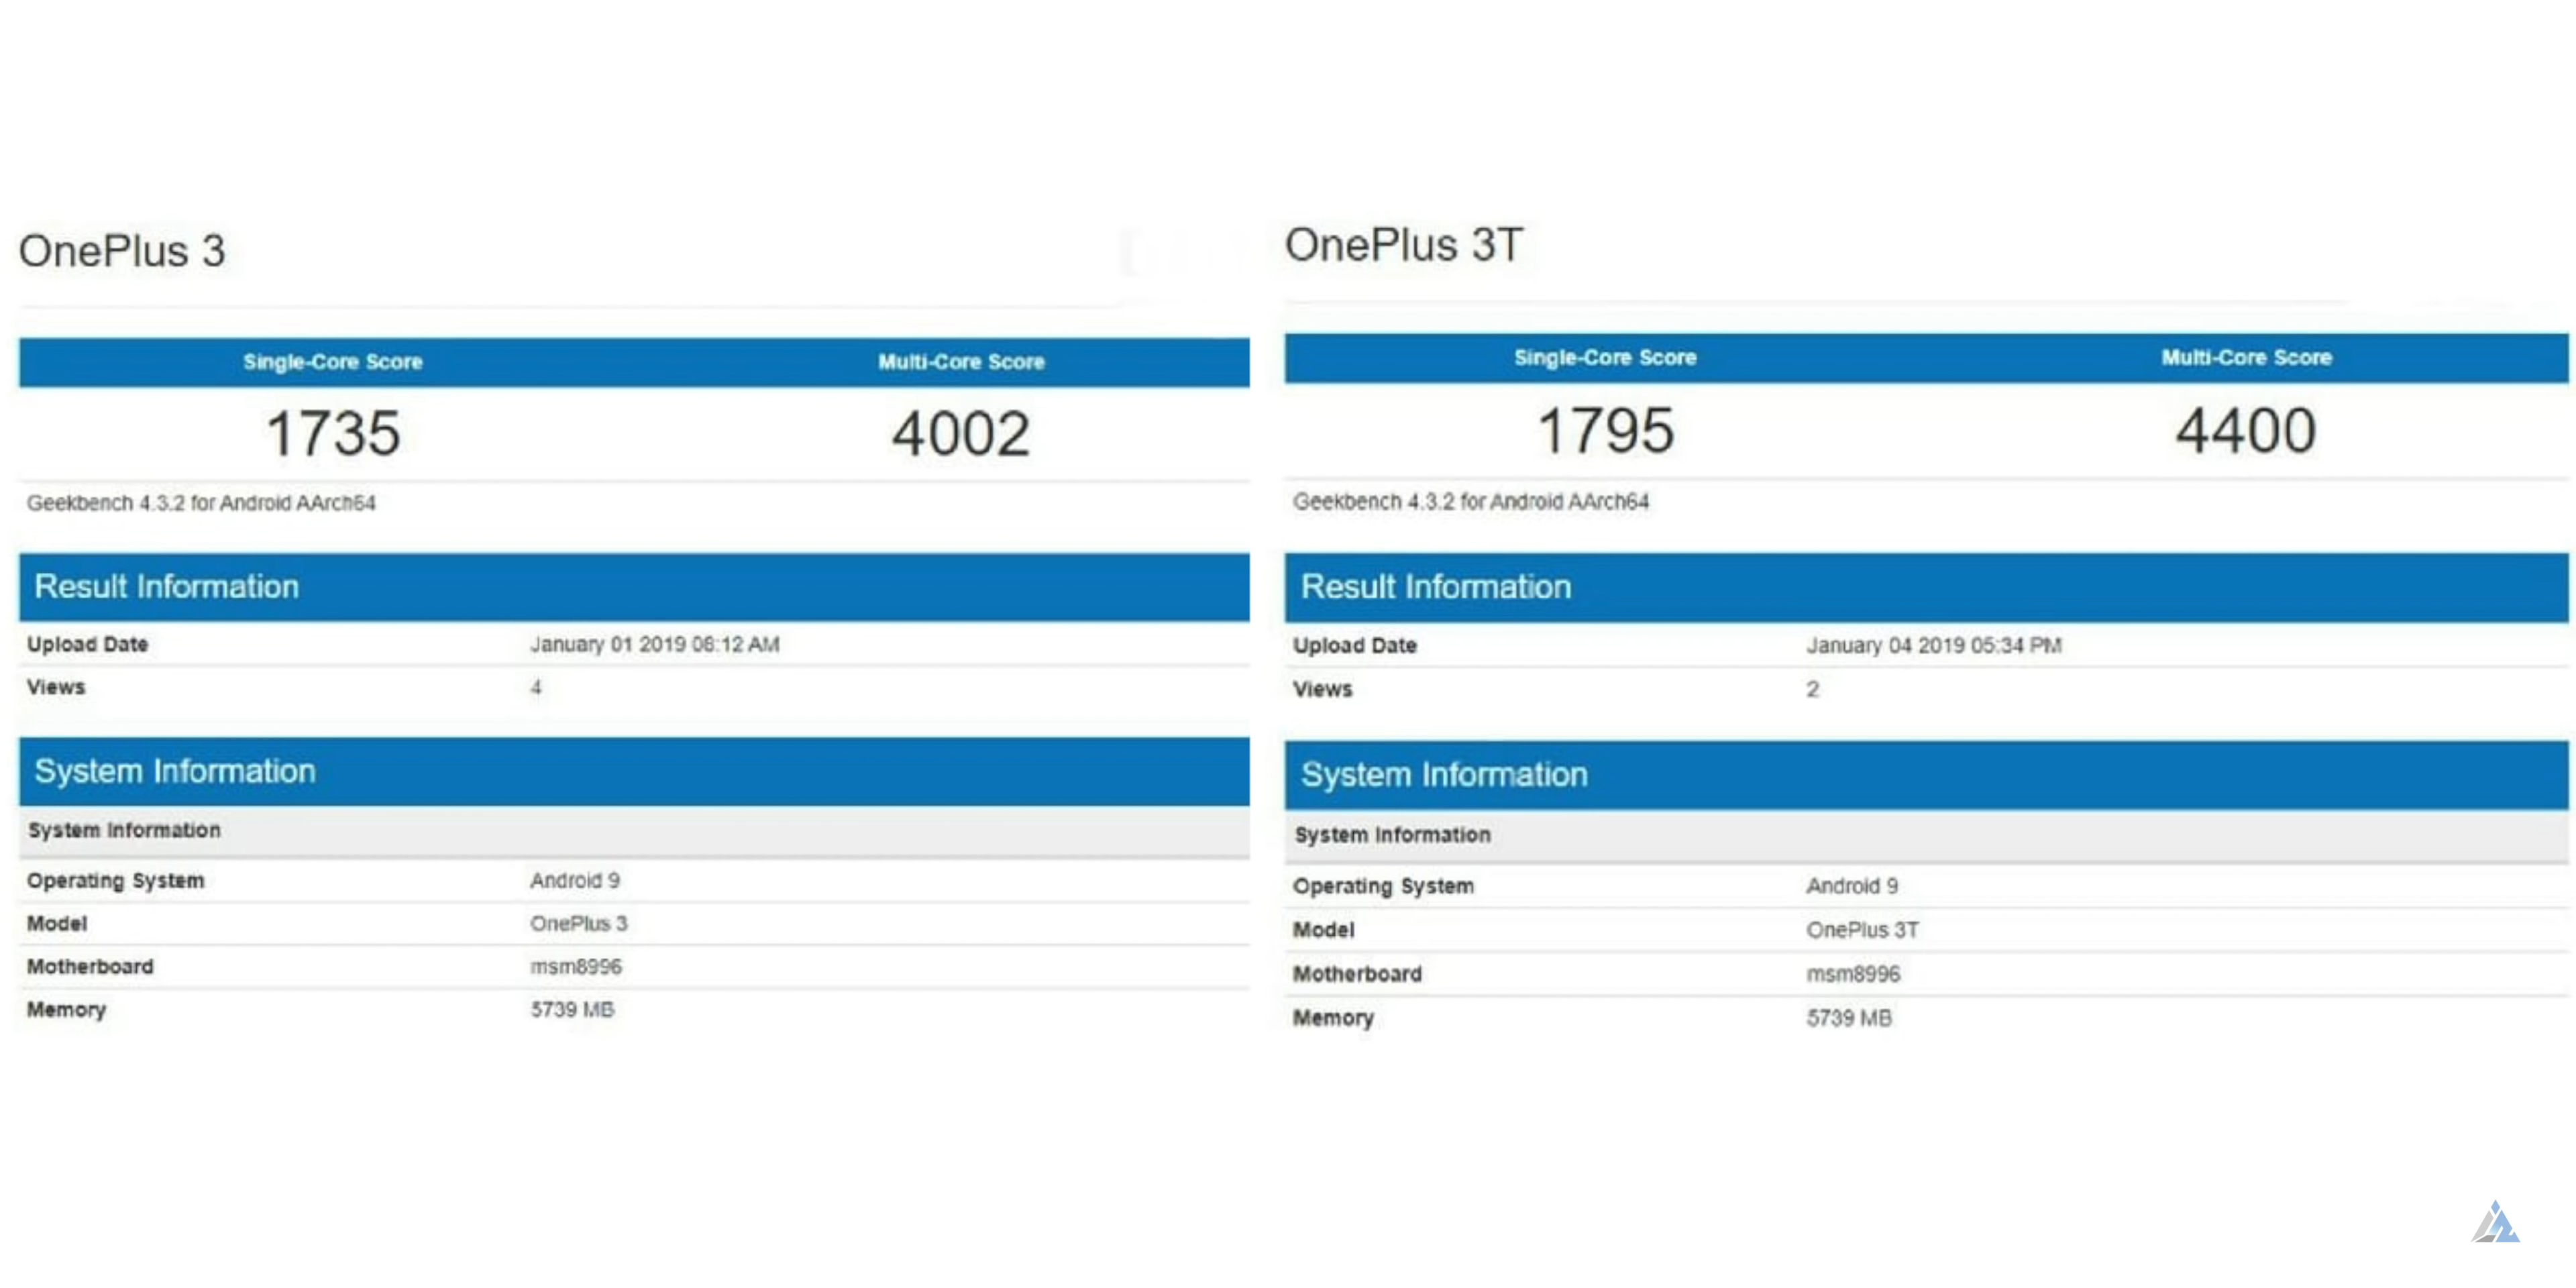 OnePlus 3
Single-Core Score Multi-Core Score
1735 4002
Geekbench 4.3.2 for Android AArch64
Result Information
Upload Date January 01 2019 06:12 AM
Views 4
System Information
System Information
Operating System Android 9
Model OnePlus 3
Motherboard msm8996
Memory 5739 MB
OnePlus 3T
Single-Core Score Multi-Core Score
1795 4400
Geekbench 4.3.2 for Android AArch64
Result Information
Upload Date January 04 2019 05:34 PM
Views 2
System Information
System Information
Operating System Android 9
Model OnePlus 3T
Motherboard msm8996
Memory 5739 MB